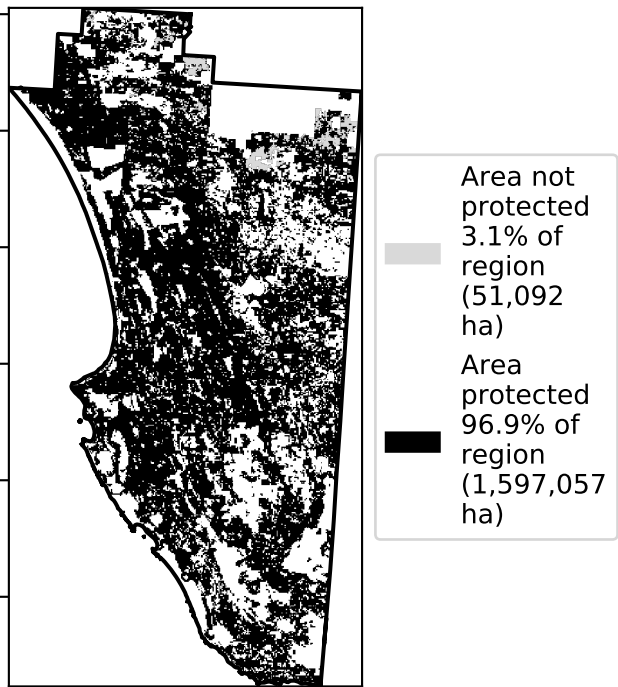 Area not
protected
3.1% of
region
(51,092
ha)
Area
protected
96.9% of
region
(1,597,057
ha)